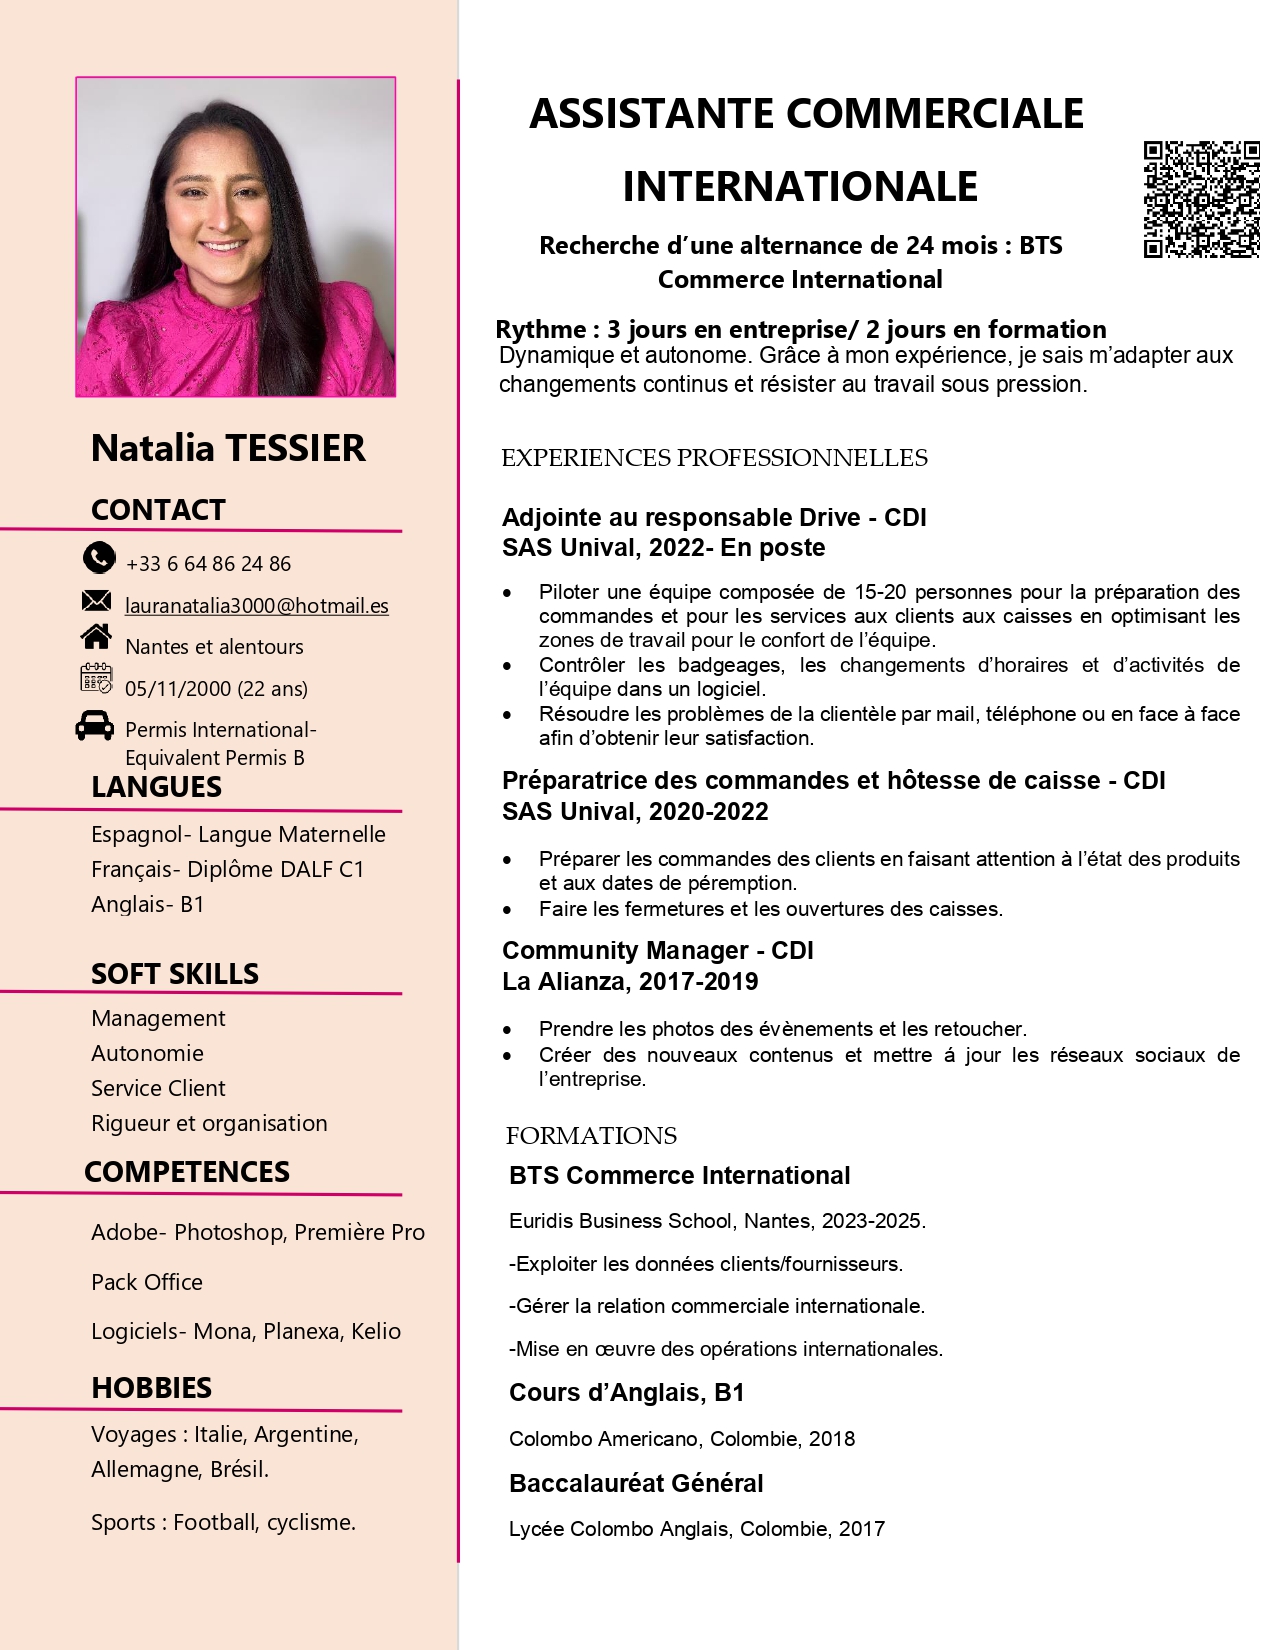 Natalia TESSIER
CONTACT
+33 6 64 86 24 86
lauranatalia3000@hotmail.es
Nantes et alentours
05/11/2000 (22 ans)
Permis International-
Equivalent Permis B
LANGUES
Espagnol- Langue Maternelle
Français- Diplôme DALF C1
Anglais- B1
SOFT SKILLS
Management
Autonomie
Service Client
Rigueur et organisation
COMPETENCES
Adobe- Photoshop, Première Pro
Pack Office
Logiciels- Mona, Planexa, Kelio
HOBBIES
Voyages : Italie, Argentine,
Allemagne, Brésil.
Sports : Football, cyclisme.
ASSISTANTE COMMERCIALE
INTERNATIONALE
Recherche d’une alternance de 24 mois : BTS
Commerce International
Rythme : 3 jours en entreprise/ 2 jours en formation
Dynamique et autonome. Grâce à mon expérience, je sais m’adapter aux
changements continus et résister au travail sous pression.
EXPERIENCES PROFESSIONNELLES
Adjointe au responsable Drive - CDI
SAS Unival, 2022- En poste
• Piloter une équipe composée de 15-20 personnes pour la préparation des
commandes et pour les services aux clients aux caisses en optimisant les
zones de travail pour le confort de l’équipe.
• Contrôler les badgeages, les changements d’horaires et d’activités de
l’équipe dans un logiciel.
• Résoudre les problèmes de la clientèle par mail, téléphone ou en face à face
afin d’obtenir leur satisfaction.
Préparatrice des commandes et hôtesse de caisse - CDI
SAS Unival, 2020-2022
• Préparer les commandes des clients en faisant attention à l’état des produits
et aux dates de péremption.
• Faire les fermetures et les ouvertures des caisses.
Community Manager - CDI
La Alianza, 2017-2019
• Prendre les photos des évènements et les retoucher.
• Créer des nouveaux contenus et mettre á jour les réseaux sociaux de
l’entreprise.
FORMATIONS
BTS Commerce International
Euridis Business School, Nantes, 2023-2025.
-Exploiter les données clients/fournisseurs.
-Gérer la relation commerciale internationale.
-Mise en œuvre des opérations internationales.
Cours d’Anglais, B1
Colombo Americano, Colombie, 2018
Baccalauréat Général
Lycée Colombo Anglais, Colombie, 2017